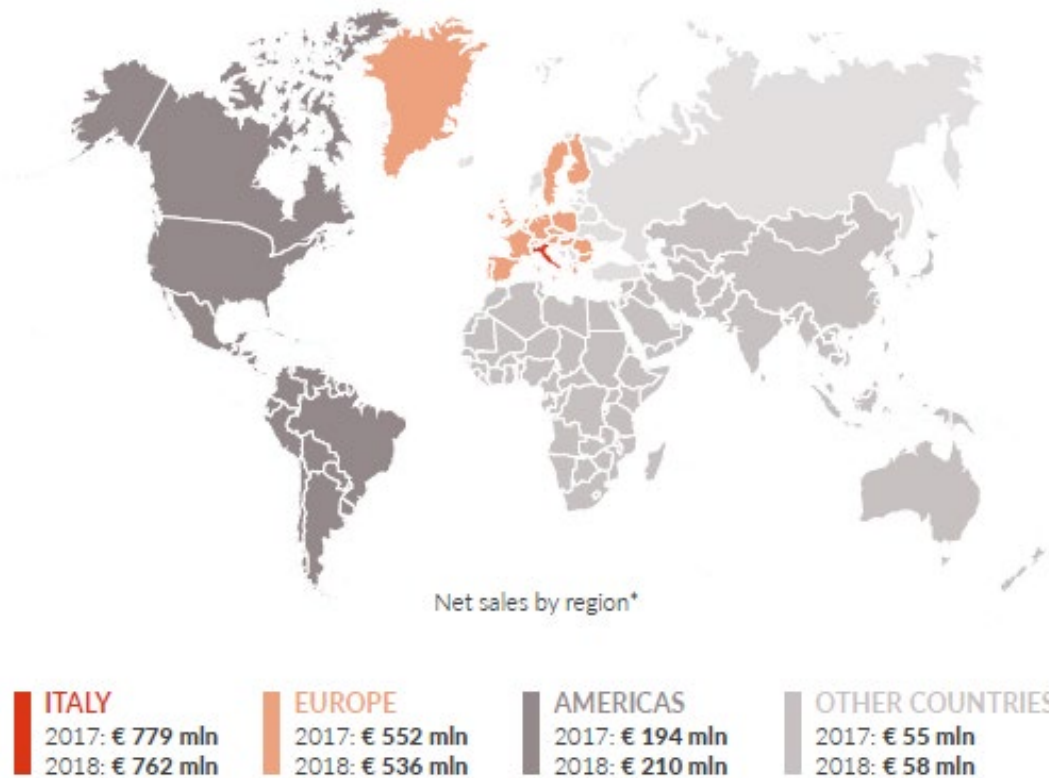 Net sales by region*
ITALY
2017: € 779 mln
2018: € 762 mln
EUROPE
2017: € 552 mln
2018: € 536 mln
AMERICAS
2017: € 194 mln
2018: € 210 mln
OTHER COUNTRIES
2017: € 55 mln
2018: € 58 mln